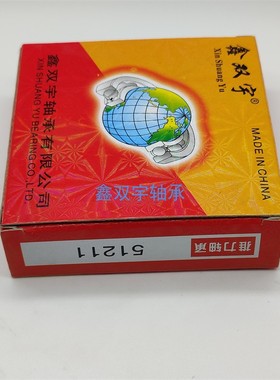 鑫双宇®
Xin Shuang Yu
MADE IN CHINA
鑫双宇轴承有限公司
XIN SHUANG YU BEARING CO.,LTD.
鑫双宇轴承
推力轴承
51211